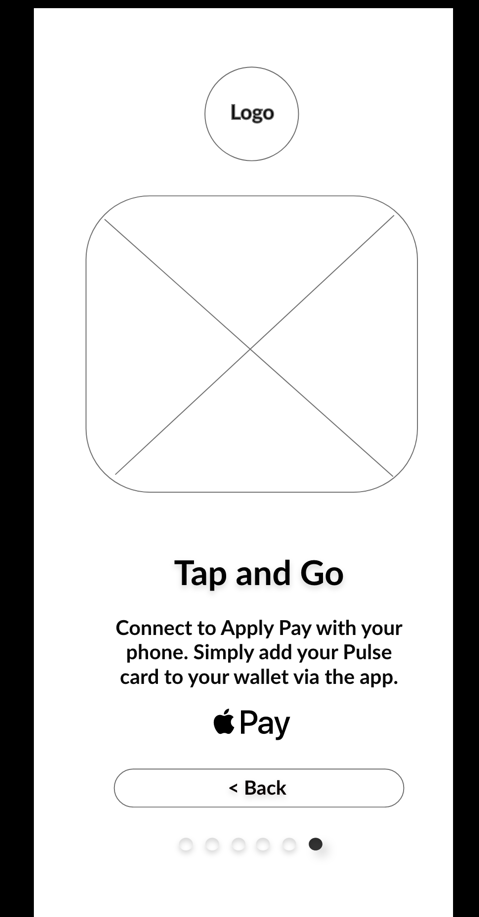 Logo
Tap and Go
Connect to Apply Pay with your
phone. Simply add your Pulse
card to your wallet via the app.
Pay
< Back